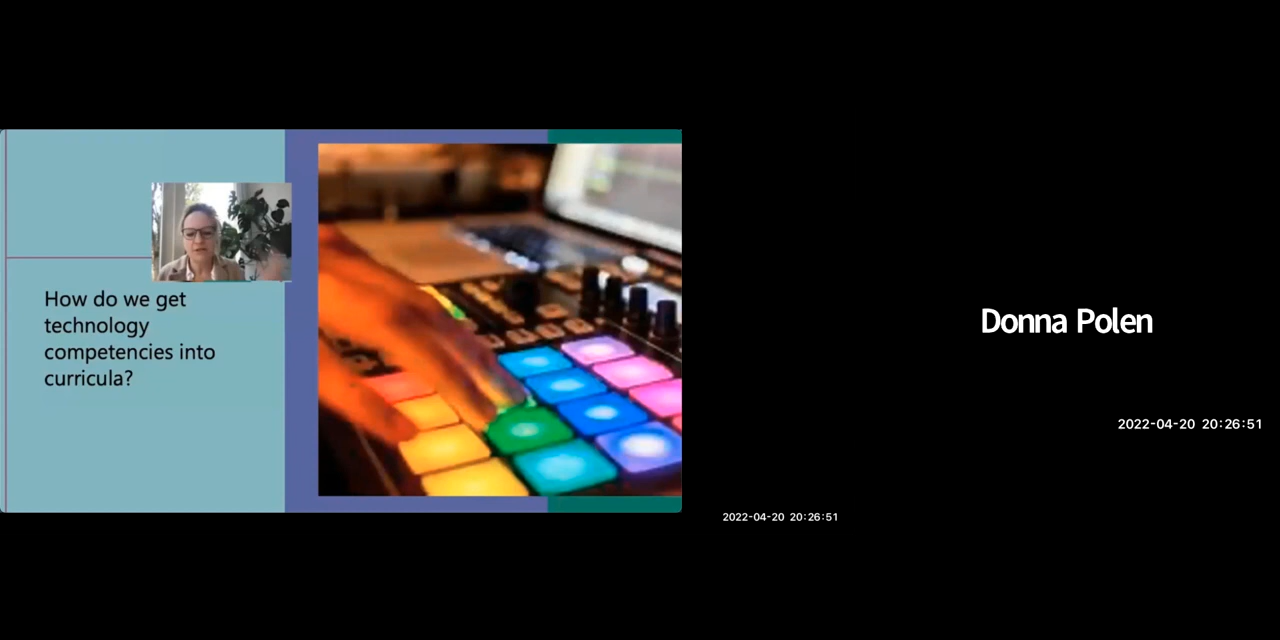 How do we get
technology
competencies into
curricula?
Donna Polen
2022-04-20 20:26:51
2022-04-20 20:26:51